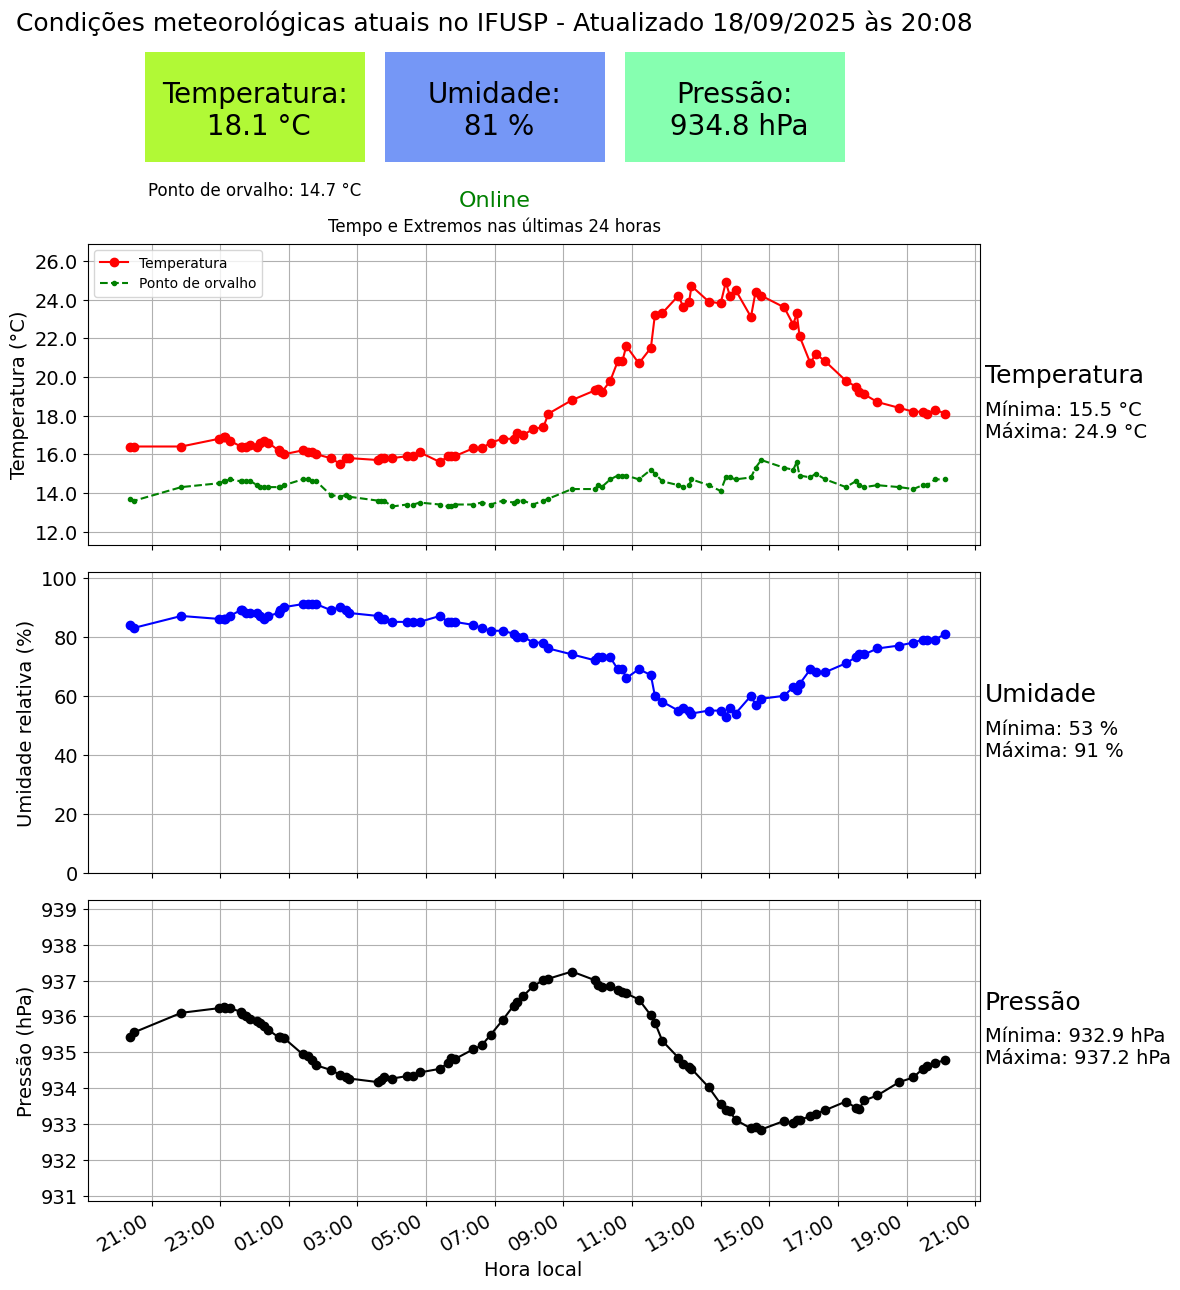 Condições meteorológicas atuais no IFUSP - Atualizado 18/09/2025 às 20:08
Temperatura:
18.1 °C
Umidade:
81 %
Pressão:
934.8 hPa
Ponto de orvalho: 14.7 °C
Online
Tempo e Extremos nas últimas 24 horas
Temperatura
Ponto de orvalho
Temperatura (°C)
26.0
24.0
22.0
20.0
18.0
16.0
14.0
12.0
Temperatura
Mínima: 15.5 °C
Máxima: 24.9 °C
Umidade relativa (%)
100
80
60
40
20
0
Umidade
Mínima: 53 %
Máxima: 91 %
Pressão (hPa)
939
938
937
936
935
934
933
932
931
Pressão
Mínima: 932.9 hPa
Máxima: 937.2 hPa
21:00
23:00
01:00
03:00
05:00
07:00
09:00
11:00
13:00
15:00
17:00
19:00
21:00
Hora local